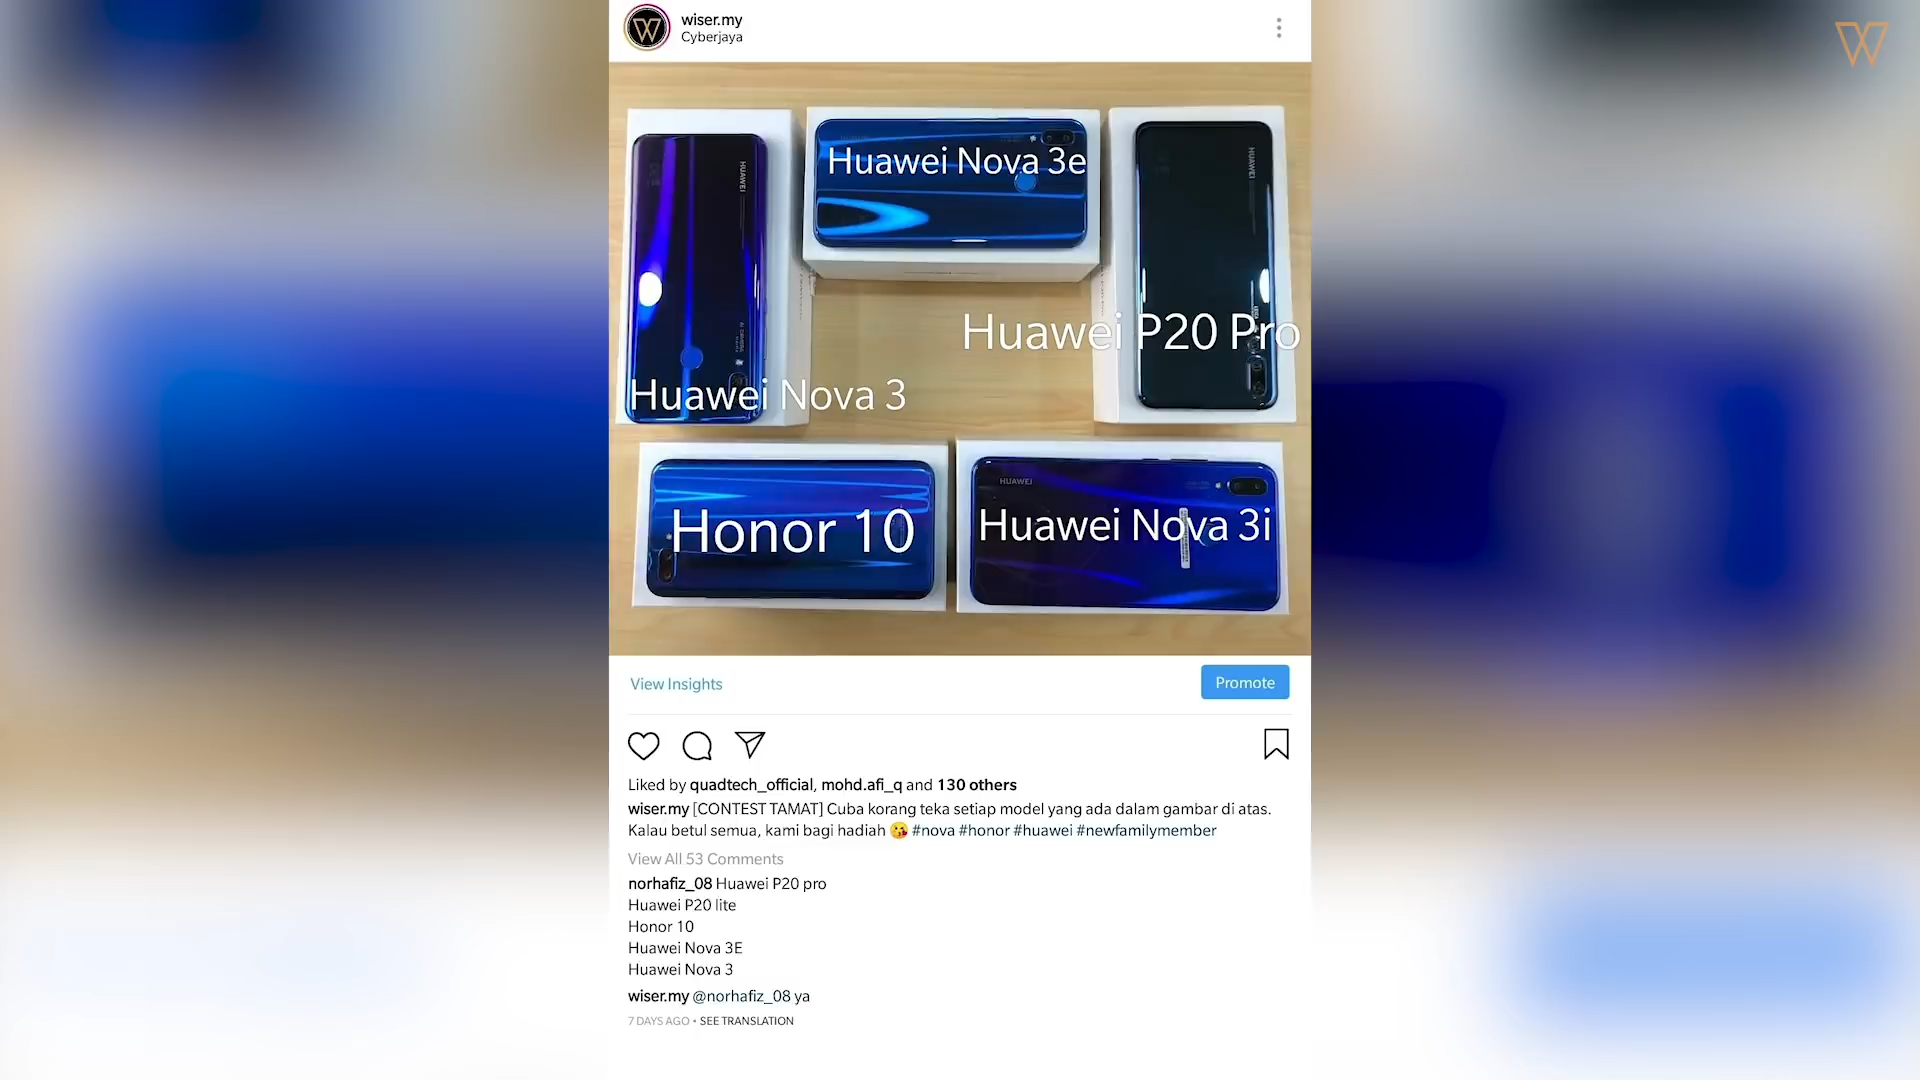 wiser.my
Cyberjaya
Huawei Nova 3e
HUAWEI
HUAWEI
Huawei P20 Pro
Huawei Nova 3
HUAWEI
Honor 10
Huawei Nova 3i
View Insights
Promote
Liked by quadtech_official, mohd.afi_q and 130 others
wiser.my [CONTEST TAMAT] Cuba korang teka setiap model yang ada dalam gambar di atas.
Kalau betul semua, kami bagi hadiah 😘 #nova #honor #huawei #newfamilymember
View All 53 Comments
norhafiz_08 Huawei P20 pro
Huawei P20 lite
Honor 10
Huawei Nova 3E
Huawei Nova 3
wiser.my @norhafiz_08 ya
7 DAYS AGO • SEE TRANSLATION